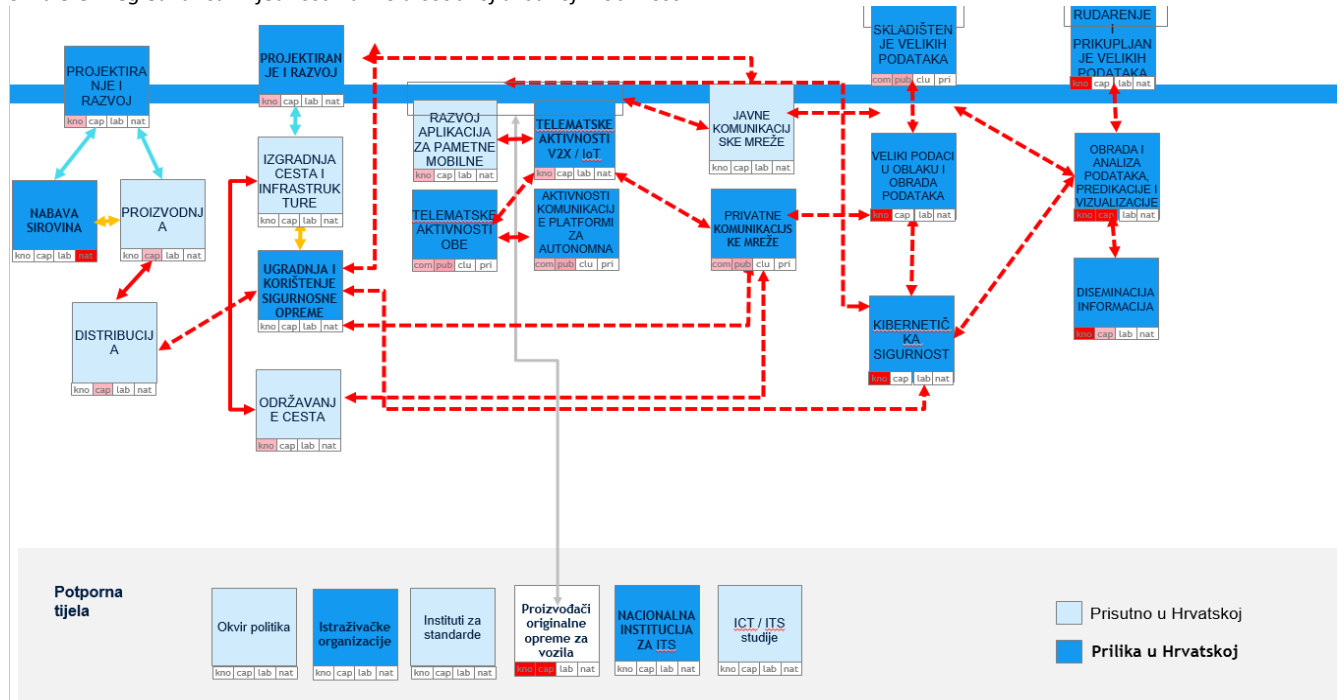 PROJEKTIRA
NJE I
RAZVOJ
kno cap lab nat
PROJEKTIRAN
JE I RAZVOJ
kno cap lab nat
SKLADIŠTEN
JE VELIKIH
PODATAKA
com pub clu pri
RUDARENJE
I
PRIKUPLJAN
JE VELIKIH
PODATAKA
kno cap lab nat
RAZVOJ
APLIKACIJA
ZA PAMETNE
MOBILNE
kno cap lab nat
TELEMATSKE
AKTIVNOSTI
V2X / IoT
kno cap lab nat
JAVNE
KOMUNIKACIJ
SKE MREŽE
kno cap lab nat
IZGRADNJA
CESTA I
INFRASTRUK
TURE
kno cap lab nat
VELIKI PODACI
U OBLAKU I
OBRADA
PODATAKA
kno cap lab nat
OBRADA I
ANALIZA
PODATAKA,
PREDIKACIJE I
VIZUALIZACIJE
kno cap lab nat
NABAVA
SIROVINA
kno cap lab nat
PROIZVODNJ
A
kno cap lab nat
TELEMATSKE
AKTIVNOSTI
OBE
com pub clu pri
AKTIVNOSTI
KOMUNIKACIJ
E PLATFORMI
ZA
AUTONOMNA
com pub clu pri
PRIVATNE
KOMUNIKACIJS
KE MREŽE
com pub clu pri
UGRADNJA I
KORIŠTENJE
SIGURNOSNE
OPREME
kno cap lab nat
DISTRIBUCIJ
A
kno cap lab nat
KIBERNETIČ
KA
SIGURNOST
kno cap lab nat
DISEMINACIJA
INFORMACIJA
kno cap lab nat
ODRŽAVANJ
E CESTA
kno cap lab nat
Potporna
tijela
Okvir politika
kno cap lab nat
Istraživačke
organizacije
kno cap lab nat
Instituti za
standarde
kno cap lab nat
Proizvođači
originalne
opreme za
vozila
kno cap lab nat
NACIONALNA
INSTITUCIJA
ZA ITS
kno cap lab nat
ICT / ITS
studije
kno cap lab nat
Prisutno u Hrvatskoj
Prilika u Hrvatskoj